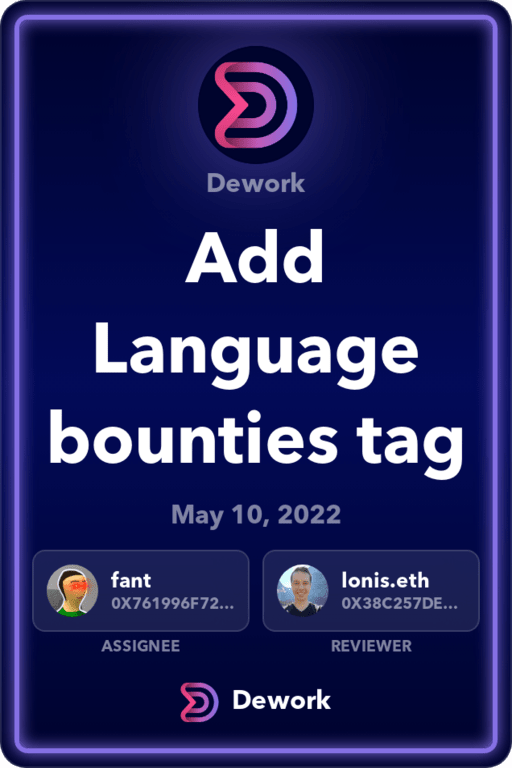 Dework
Add
Language
bounties tag
May 10, 2022
fant
0X761996F72...
lonis.eth
0X38C257DE...
ASSIGNEE
REVIEWER
Dework